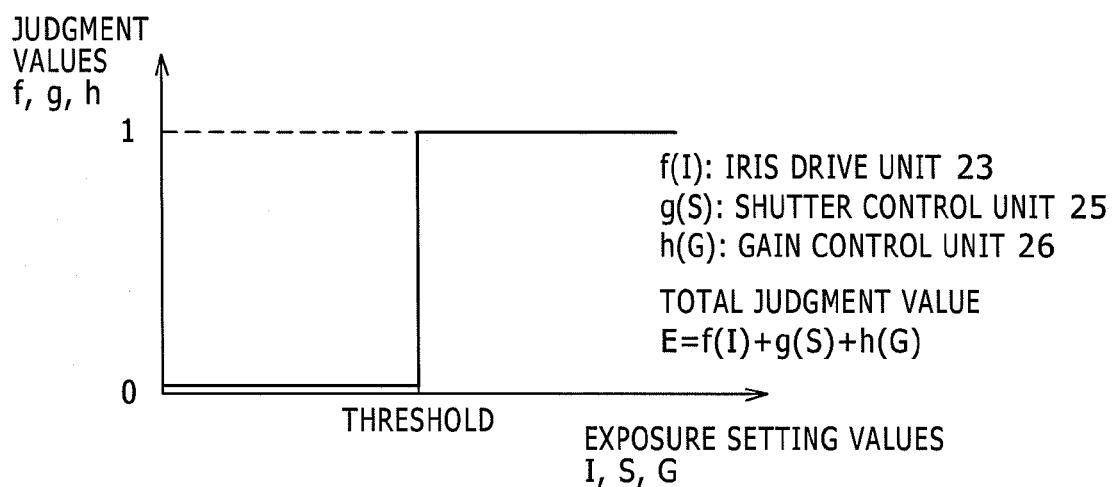 JUDGMENT
VALUES
f, g, h
1
f(I): IRIS DRIVE UNIT 23
g(S): SHUTTER CONTROL UNIT 25
h(G): GAIN CONTROL UNIT 26
TOTAL JUDGMENT VALUE
E=f(I)+g(S)+h(G)
0
THRESHOLD
EXPOSURE SETTING VALUES
I, S, G